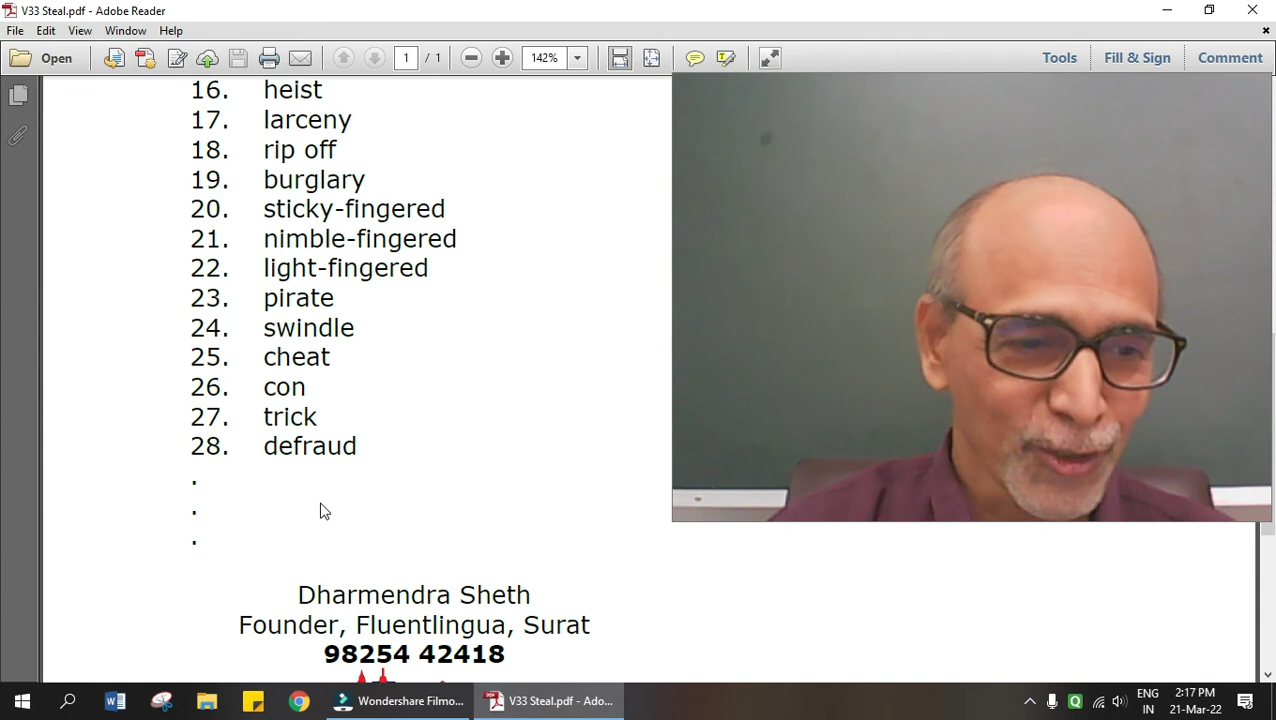 V33 Steal.pdf - Adobe Reader
File Edit View Window Help
Open 1 / 1 142% Tools Fill & Sign Comment
16. heist
17. larceny
18. rip off
19. burglary
20. sticky-fingered
21. nimble-fingered
22. light-fingered
23. pirate
24. swindle
25. cheat
26. con
27. trick
28. defraud
.
.
.
Dharmendra Sheth
Founder, Fluentlingua, Surat
98254 42418
Wondershare Filmo...
V33 Steal.pdf - Ado...
ENG
IN
2:17 PM
21-Mar-22